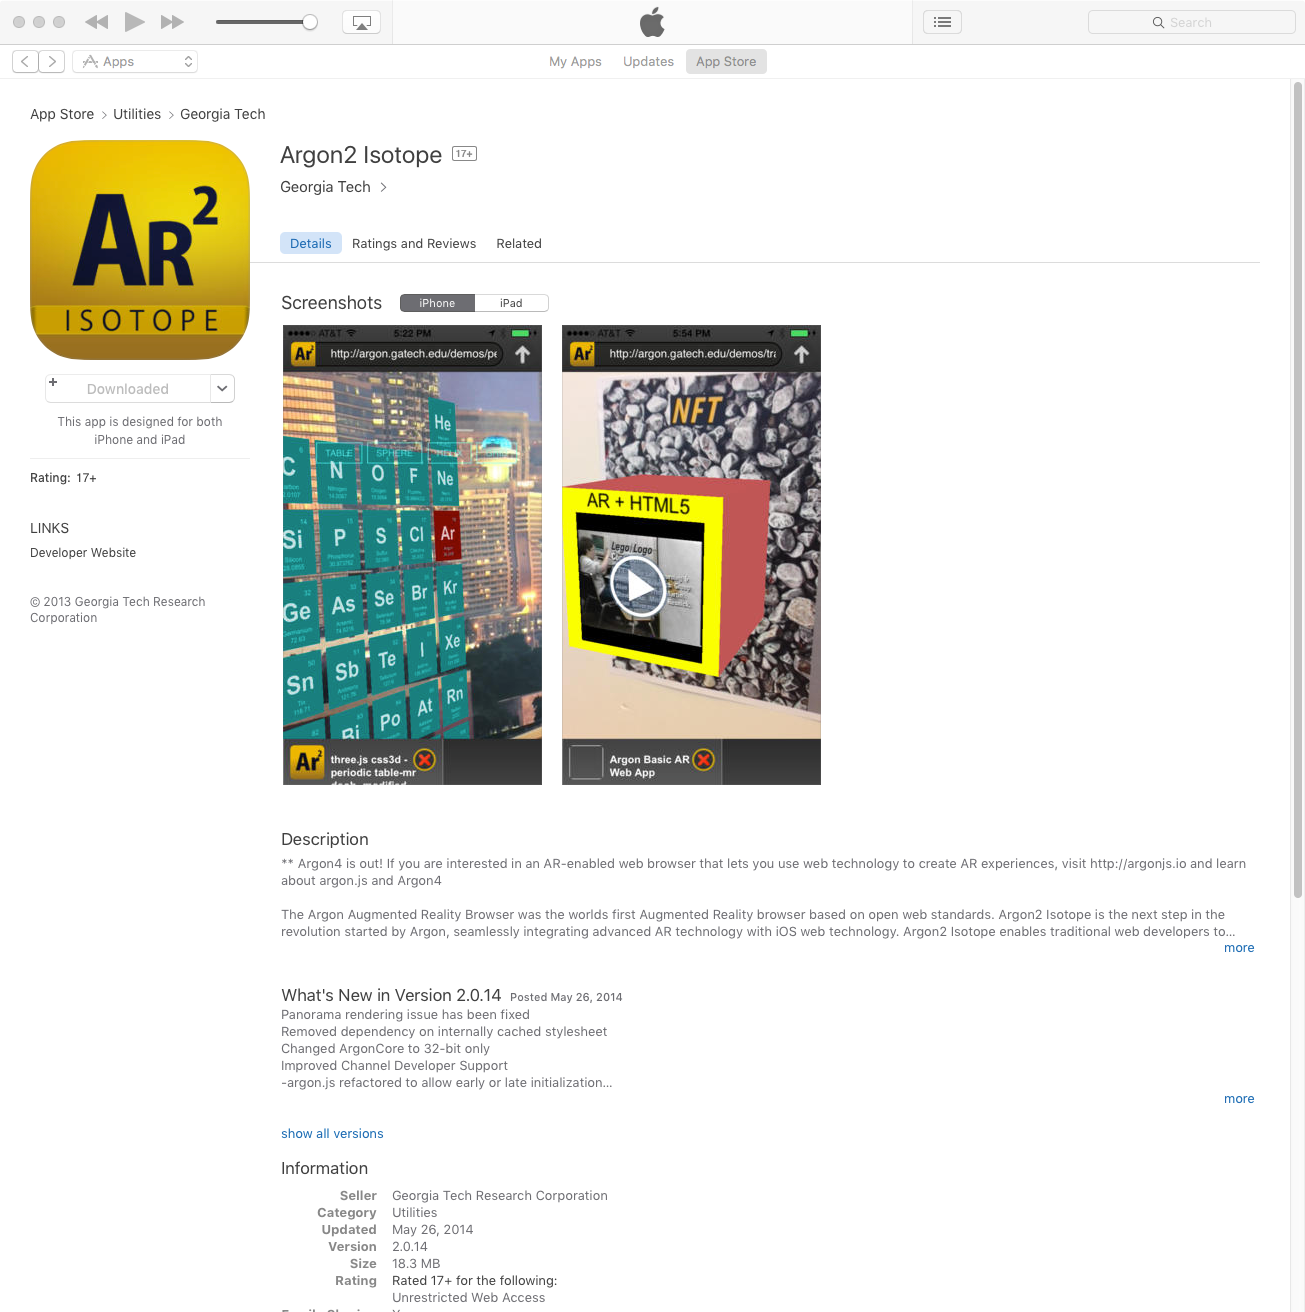 Search
Apps
My Apps
Updates
App Store
App Store > Utilities > Georgia Tech
AR2
ISOTOPE
Argon2 Isotope 17+
Georgia Tech >
Details
Ratings and Reviews
Related
Downloaded
This app is designed for both
iPhone and iPad
Rating: 17+
LINKS
Developer Website
© 2013 Georgia Tech Research
Corporation
Screenshots
iPhone
iPad
AT&T 5:22 PM
Ar2 http://argon.gatech.edu/demos/pe
He
TABLE SPHERE
C N O F Ne
Si P S Cl Ar
Ge As Se Br Kr
Sn Sb Te I Xe
Bi Po At Rn
Ar2 three.js css3d -
periodic table-mr
AT&T 5:54 PM
Ar2 http://argon.gatech.edu/demos/tra
NFT
AR + HTML5
Lego/Logo
Argon Basic AR
Web App
Description
** Argon4 is out! If you are interested in an AR-enabled web browser that lets you use web technology to create AR experiences, visit http://argonjs.io and learn
about argon.js and Argon4
The Argon Augmented Reality Browser was the worlds first Augmented Reality browser based on open web standards. Argon2 Isotope is the next step in the
revolution started by Argon, seamlessly integrating advanced AR technology with iOS web technology. Argon2 Isotope enables traditional web developers to...
more
What's New in Version 2.0.14 Posted May 26, 2014
Panorama rendering issue has been fixed
Removed dependency on internally cached stylesheet
Changed ArgonCore to 32-bit only
Improved Channel Developer Support
-argon.js refactored to allow early or late initialization...
more
show all versions
Information
Seller Georgia Tech Research Corporation
Category Utilities
Updated May 26, 2014
Version 2.0.14
Size 18.3 MB
Rating Rated 17+ for the following:
Unrestricted Web Access